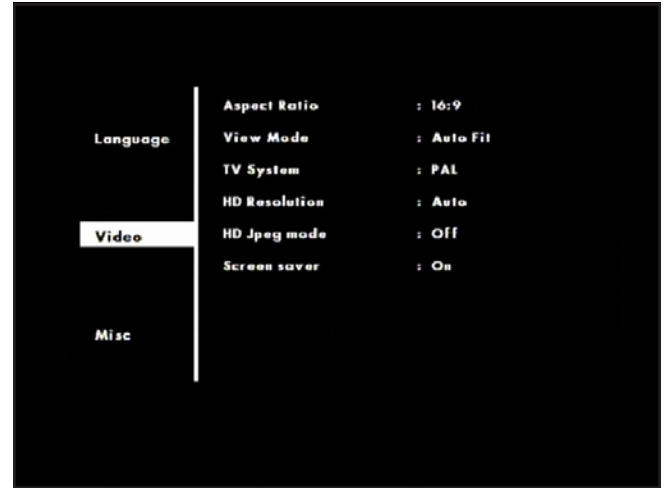 Aspect Ratio : 16:9
Language
View Mode : Auto Fit
TV System : PAL
HD Resolution : Auto
Video
HD Jpeg mode : Off
Screen saver : On
Misc